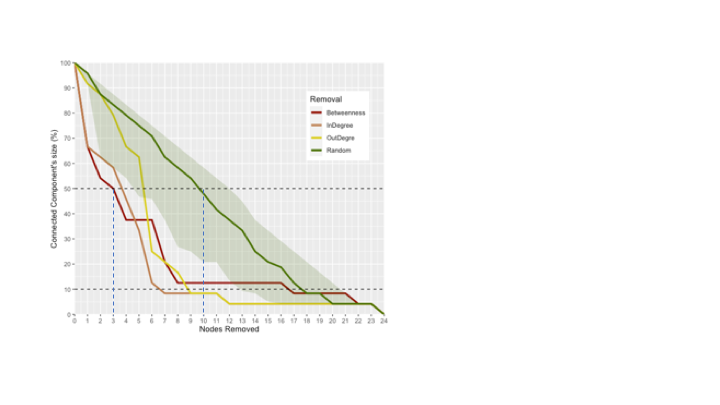 100
90
80
70
60
50
40
30
20
10
0
Connected Component's size (%)
Removal
Betweenness
InDegree
OutDegre
Random
0 1 2 3 4 5 6 7 8 9 10 11 12 13 14 15 16 17 18 19 20 21 22 23 24
Nodes Removed